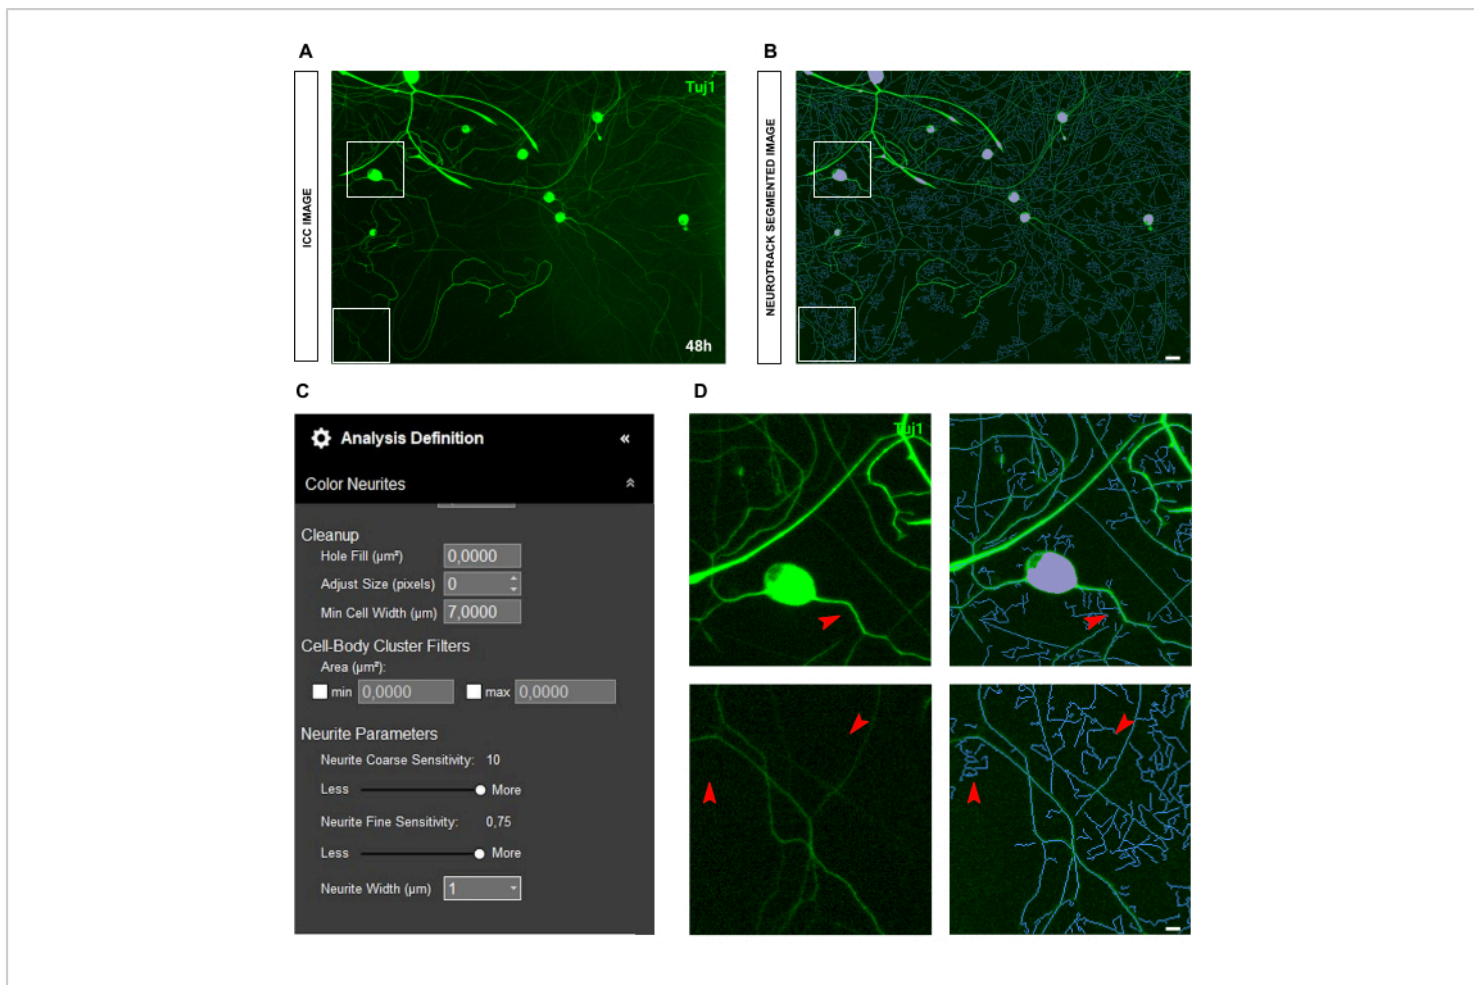 A
B
ICC IMAGE
Tuj1
48h
NEUROTRACK SEGMENTED IMAGE
C
D
Analysis Definition «
Color Neurites
Cleanup
Hole Fill (µm²) 0,0000
Adjust Size (pixels) 0
Min Cell Width (µm) 7,0000
Cell-Body Cluster Filters
Area (µm²):
min 0,0000 max 0,0000
Neurite Parameters
Neurite Coarse Sensitivity: 10
Less More
Neurite Fine Sensitivity: 0,75
Less More
Neurite Width (µm) 1
Tuj1